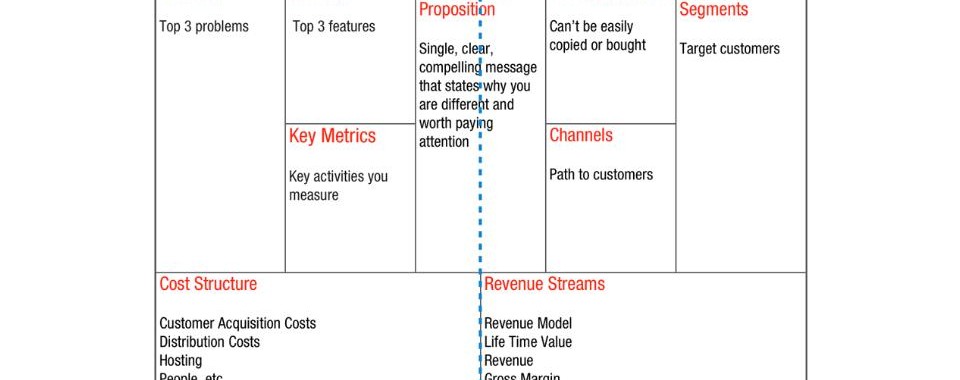 Top 3 problems
Top 3 features
Key Metrics
Key activities you
measure
Proposition
Single, clear,
compelling message
that states why you
are different and
worth paying
attention
Can't be easily
copied or bought
Channels
Path to customers
Segments
Target customers
Cost Structure
Customer Acquisition Costs
Distribution Costs
Hosting
People, etc.
Revenue Streams
Revenue Model
Life Time Value
Revenue
Gross Margin